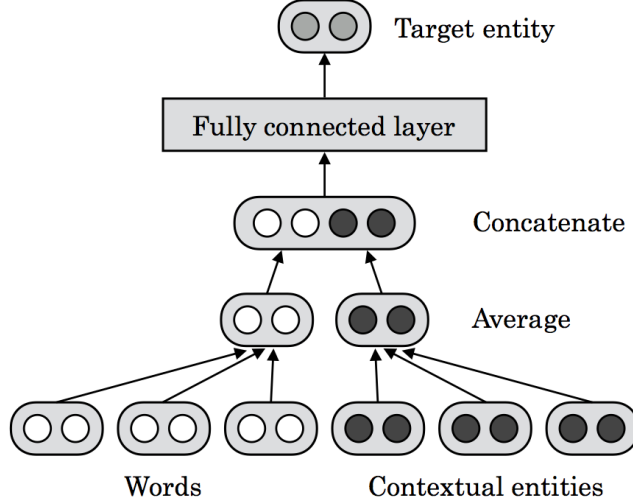 Target entity
Fully connected layer
Concatenate
Average
Words
Contextual entities